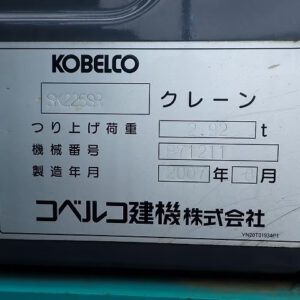 KOBELCO
SK225SR クレーン
つり上げ荷重 2.92 t
機械番号
製造年月 2007 年 月
コベルコ建機株式会社